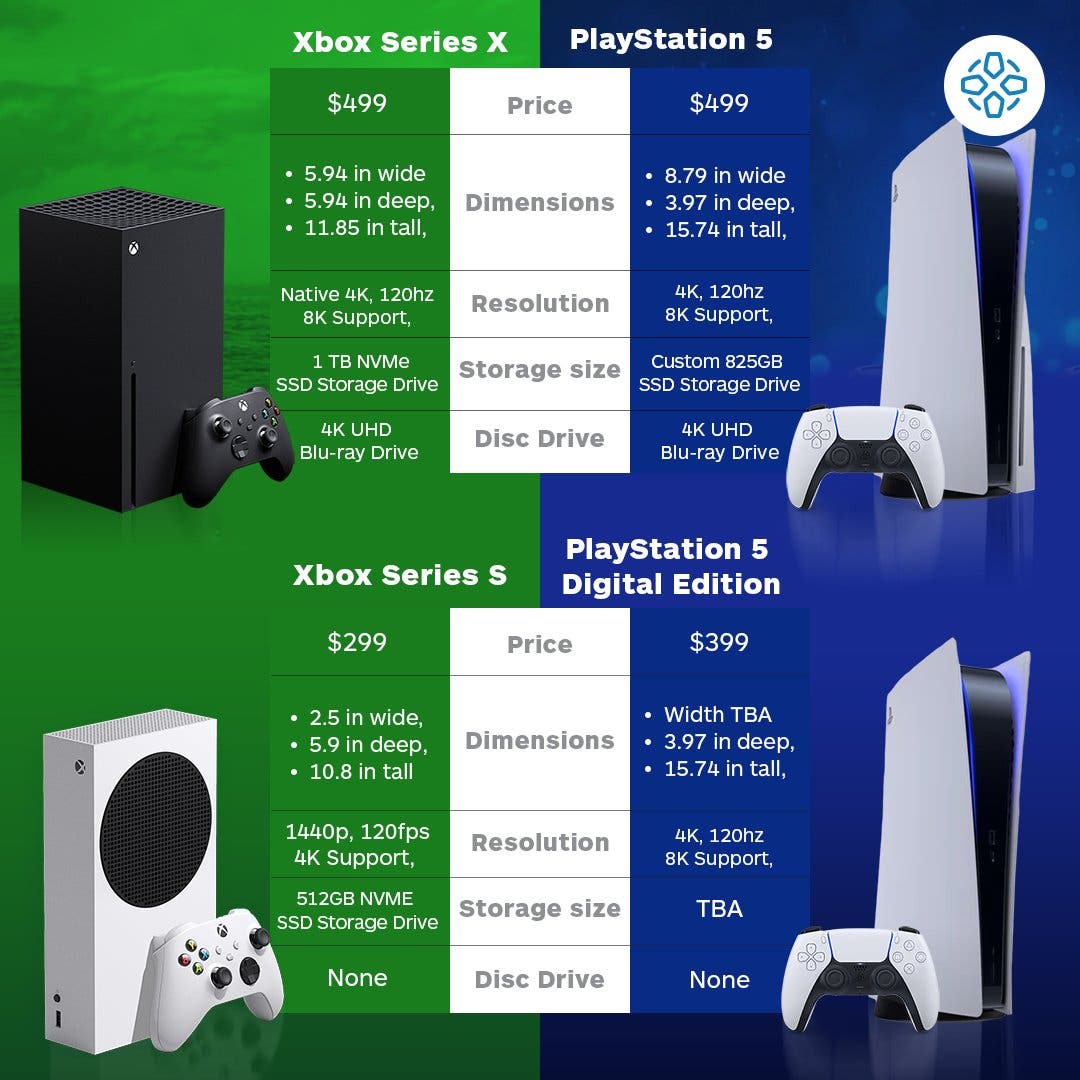 Xbox Series X
PlayStation 5
$499
Price
$499
• 5.94 in wide
• 5.94 in deep,
• 11.85 in tall,
Dimensions
• 8.79 in wide
• 3.97 in deep,
• 15.74 in tall,
Native 4K, 120hz
8K Support,
Resolution
4K, 120hz
8K Support,
1 TB NVMe
SSD Storage Drive
Storage size
Custom 825GB
SSD Storage Drive
4K UHD
Blu-ray Drive
Disc Drive
4K UHD
Blu-ray Drive
Xbox Series S
PlayStation 5
Digital Edition
$299
Price
$399
• 2.5 in wide,
• 5.9 in deep,
• 10.8 in tall
Dimensions
• Width TBA
• 3.97 in deep,
• 15.74 in tall,
1440p, 120fps
4K Support,
Resolution
4K, 120hz
8K Support,
512GB NVME
SSD Storage Drive
Storage size
TBA
None
Disc Drive
None